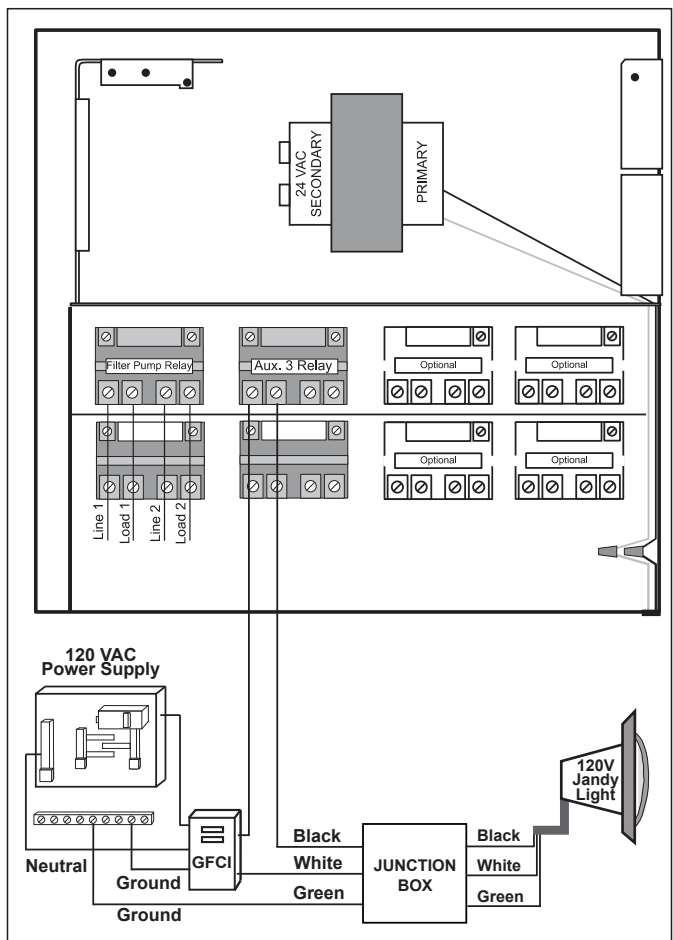 24 VAC
SECONDARY
PRIMARY
Filter Pump Relay
Aux. 3 Relay
Optional
Optional
Optional
Optional
Line 1
Load 1
Line 2
Load 2
120 VAC
Power Supply
120V
Jandy
Light
GFCI
Neutral
Ground
Ground
Black
White
Green
JUNCTION
BOX
Black
White
Green